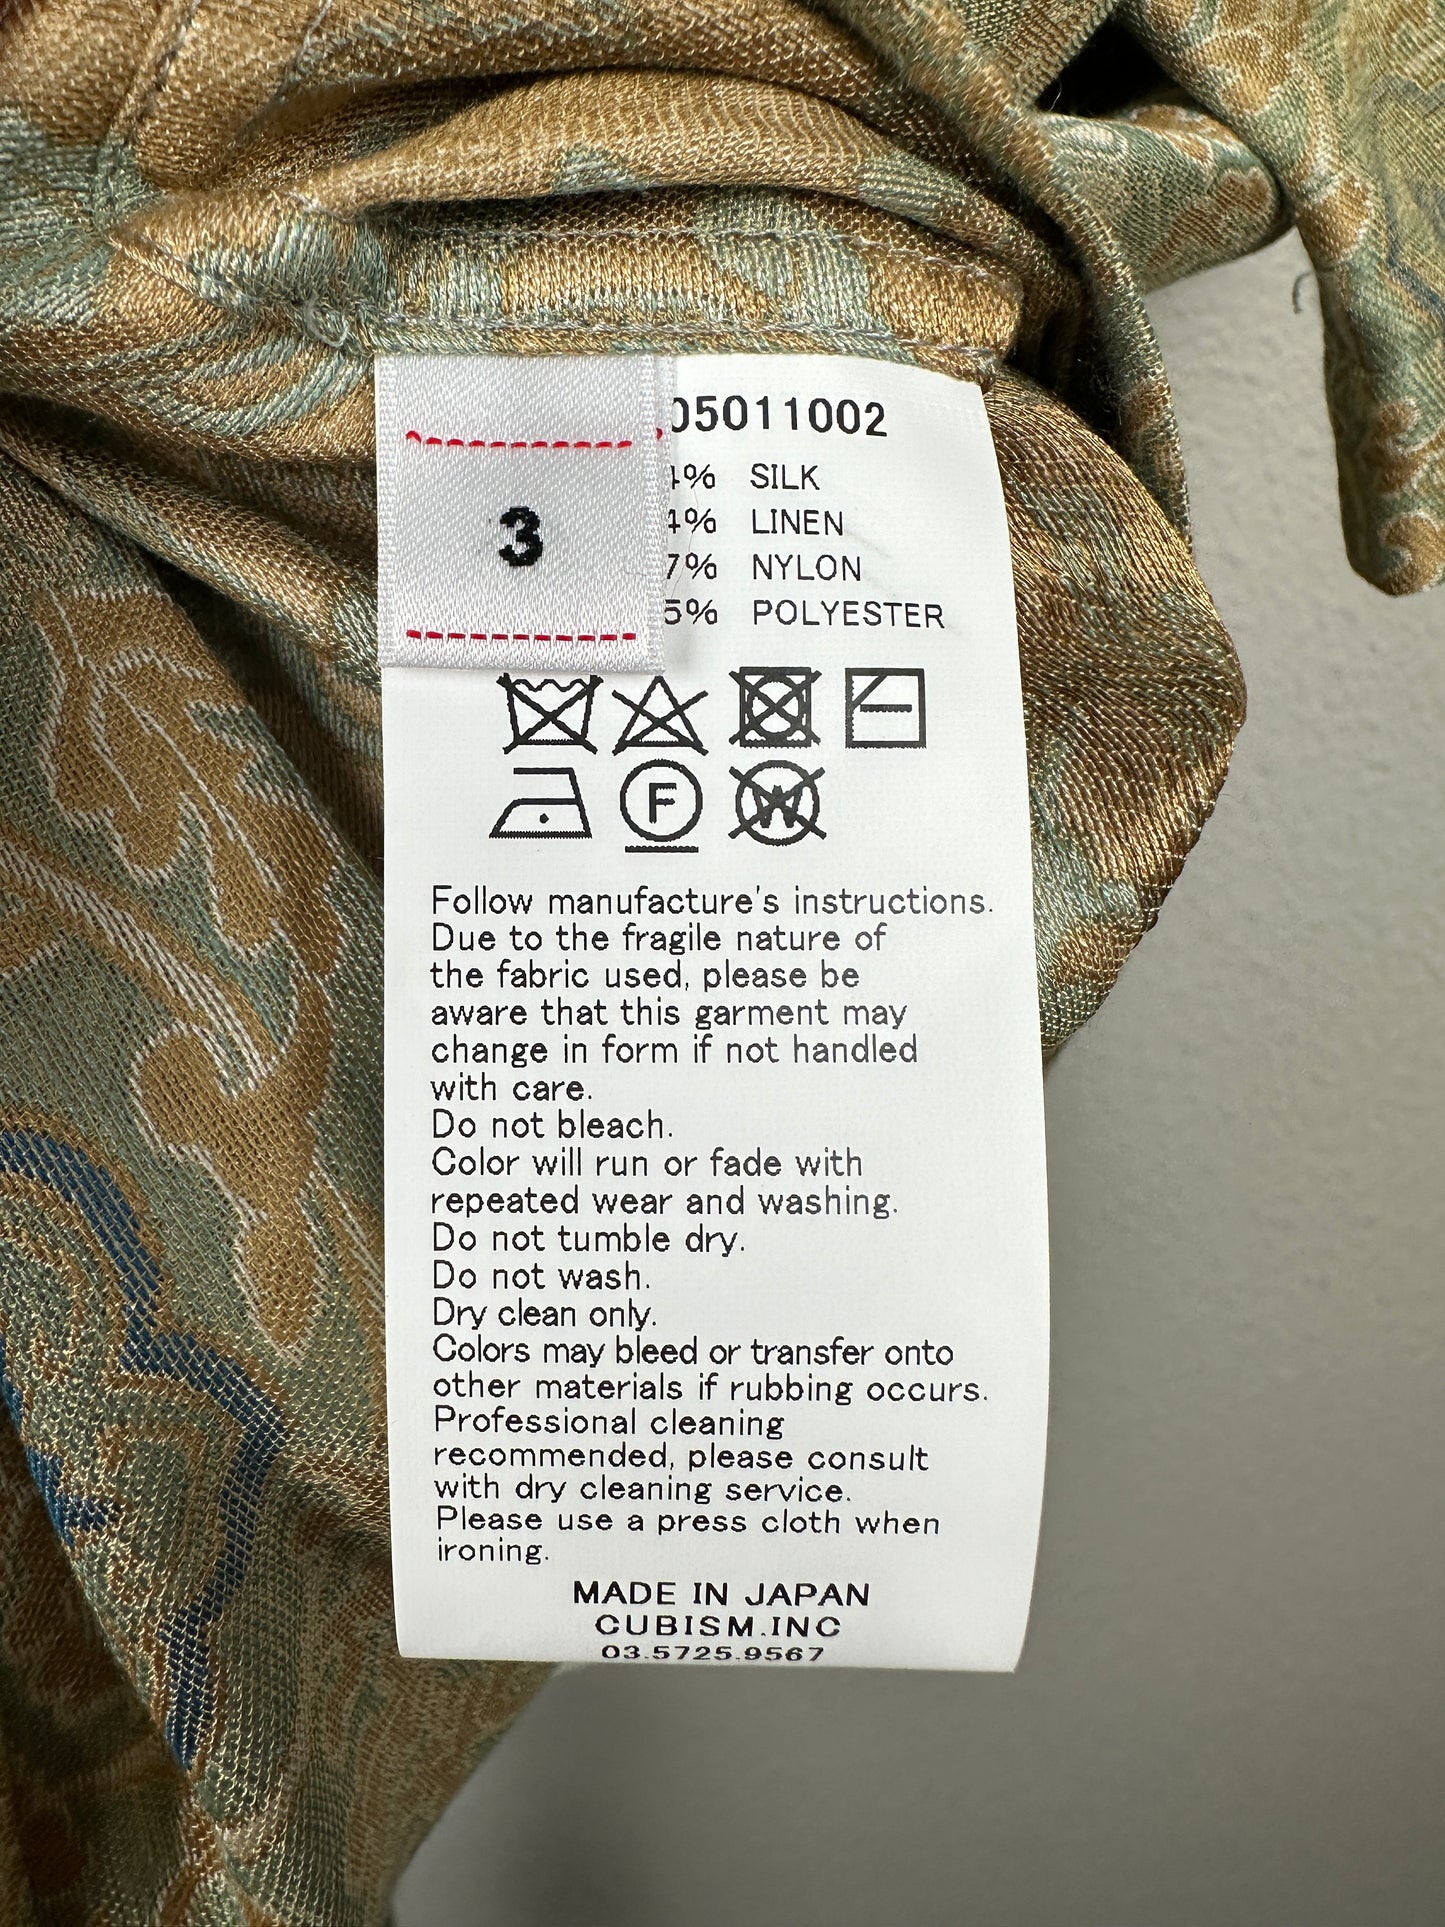 05011002
4% SILK
4% LINEN
7% NYLON
5% POLYESTER
3
F
W
Follow manufacture's instructions.
Due to the fragile nature of
the fabric used, please be
aware that this garment may
change in form if not handled
with care.
Do not bleach.
Color will run or fade with
repeated wear and washing.
Do not tumble dry.
Do not wash.
Dry clean only.
Colors may bleed or transfer onto
other materials if rubbing occurs.
Professional cleaning
recommended, please consult
with dry cleaning service.
Please use a press cloth when
ironing.
MADE IN JAPAN
CUBISM.INC
03.5725.9567